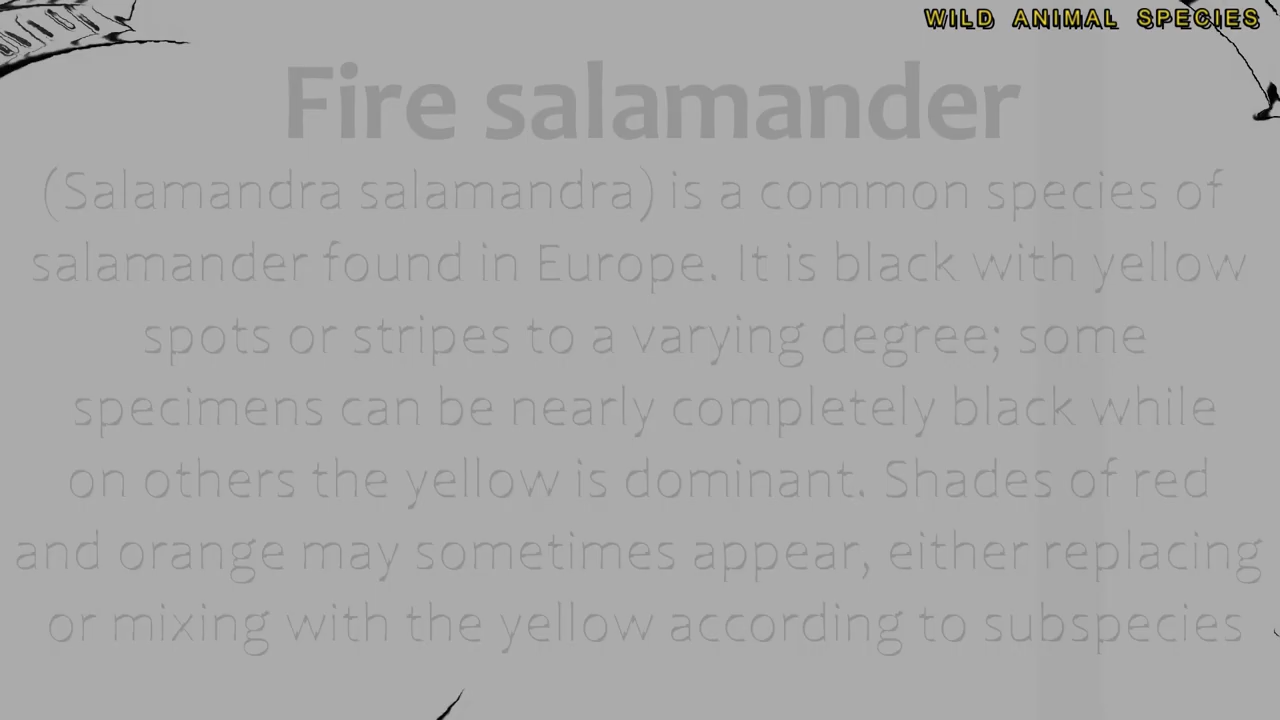 WILD ANIMAL SPECIES
Fire salamander
(Salamandra salamandra) is a common species of
salamander found in Europe. It is black with yellow
spots or stripes to a varying degree; some
specimens can be nearly completely black while
on others the yellow is dominant. Shades of red
and orange may sometimes appear, either replacing
or mixing with the yellow according to subspecies